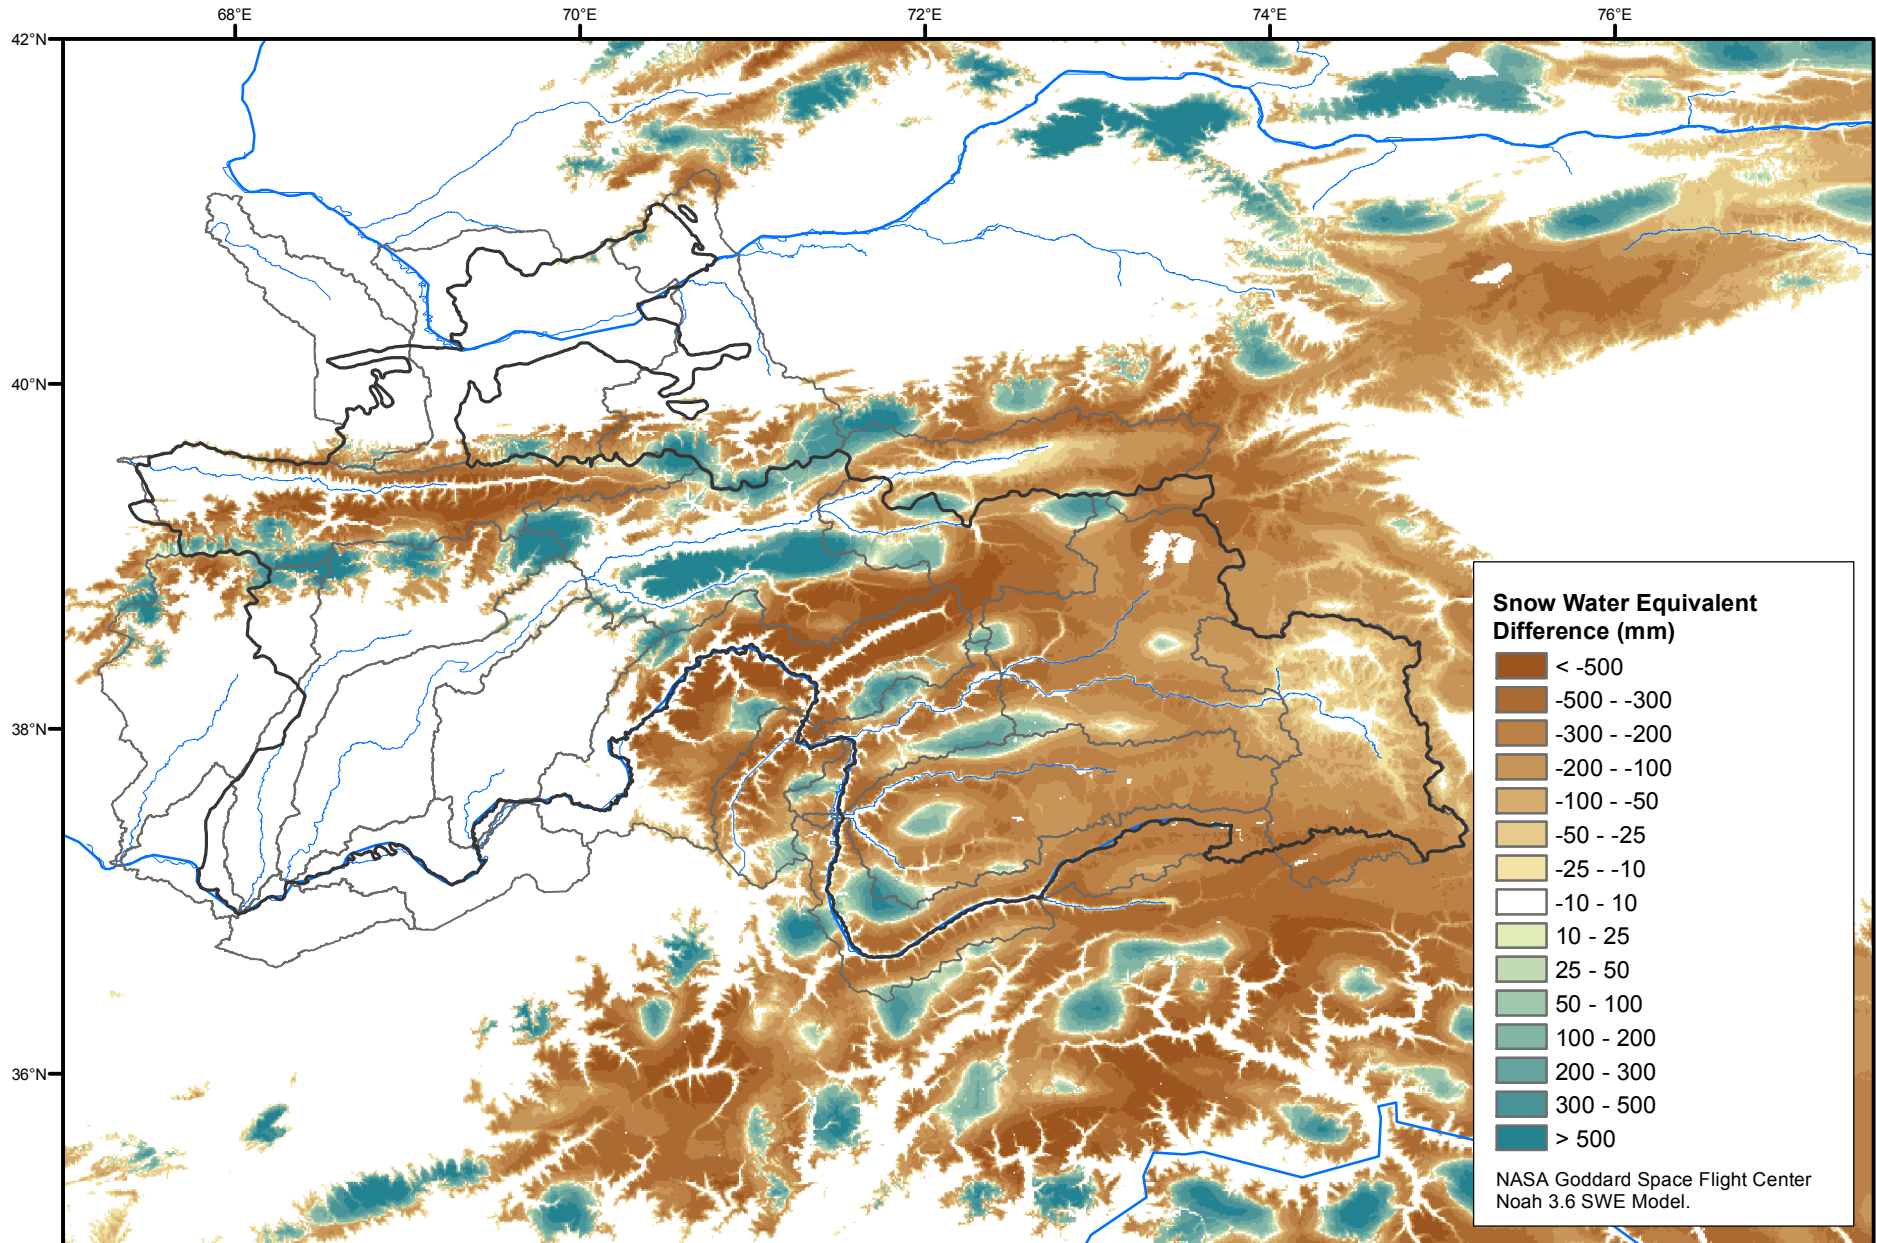 68°E
70°E
72°E
74°E
76°E
42°N
40°N
38°N
36°N
Snow Water Equivalent
Difference (mm)
< -500
-500 - -300
-300 - -200
-200 - -100
-100 - -50
-50 - -25
-25 - -10
-10 - 10
10 - 25
25 - 50
50 - 100
100 - 200
200 - 300
300 - 500
> 500
NASA Goddard Space Flight Center
Noah 3.6 SWE Model.